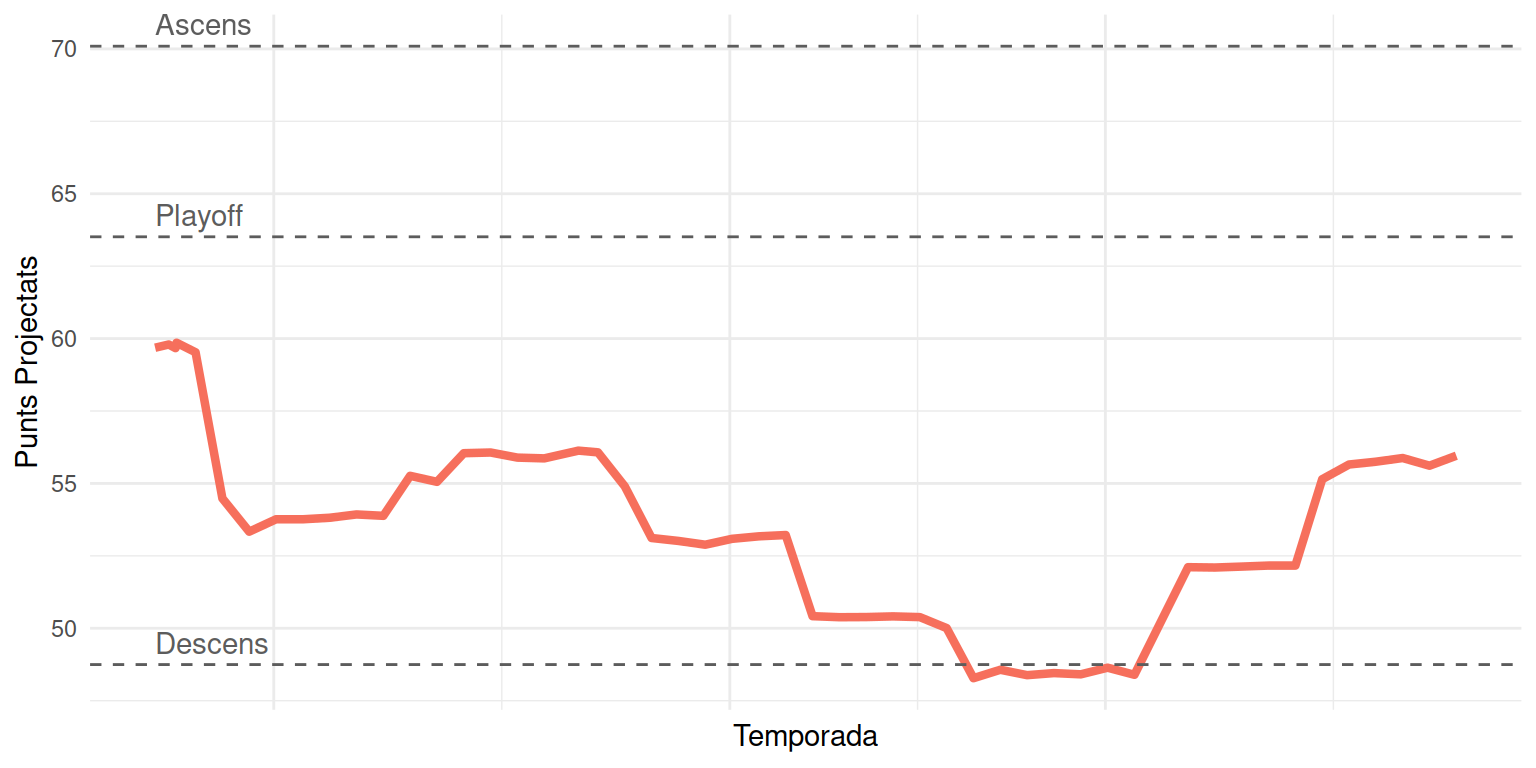 Ascens
70
65
Playoff
60
55
50
Descens
Punts Projectats
Temporada